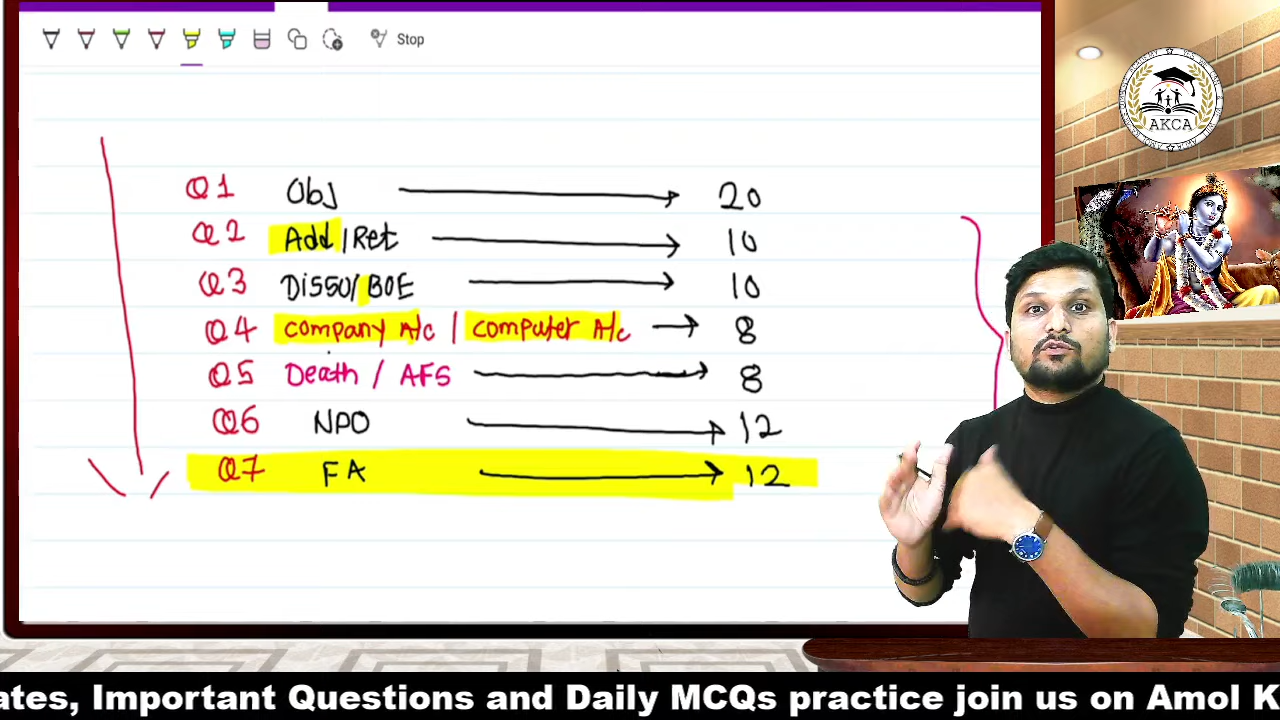 Stop
Q1 Obj 20
Q2 Add/Ret 10
Q3 Disso/BOE 10
Q4 company A/c / computer A/c 8
Q5 Death / AFS 8
Q6 NPO 12
Q7 FA 12
AKCA
ates, Important Questions and Daily MCQs practice join us on Amol K